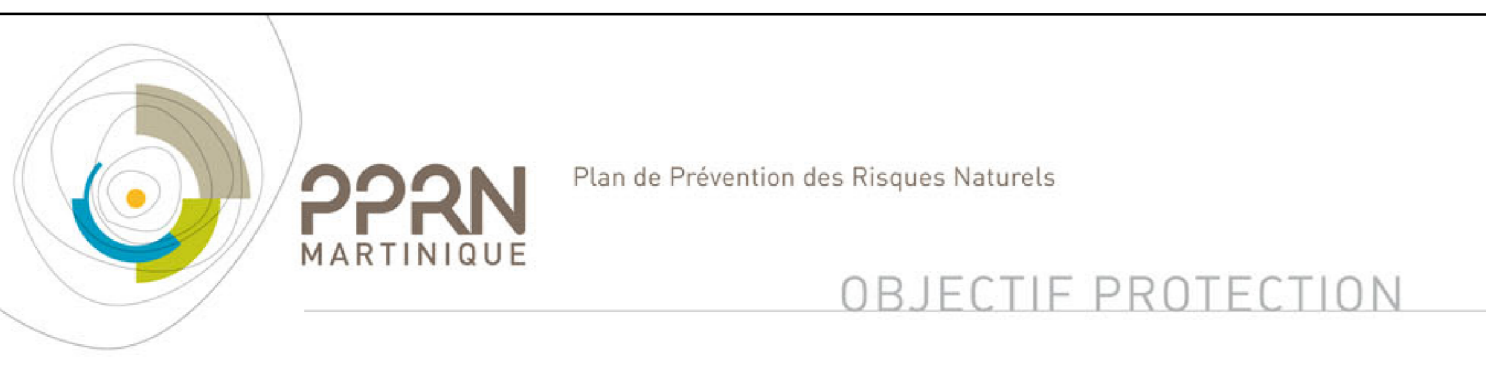 PPRN
MARTINIQUE
Plan de Prévention des Risques Naturels
OBJECTIF PROTECTION